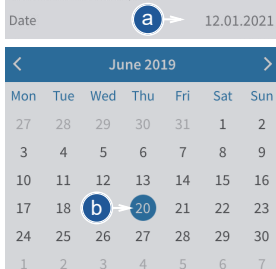 Date a 12.01.2021
< June 2019 >
Mon Tue Wed Thu Fri Sat Sun
27 28 29 30 31 1 2
3 4 5 6 7 8 9
10 11 12 13 14 15 16
17 18 b 20 21 22 23
24 25 26 27 28 29 30
1 2 3 4 5 6 7